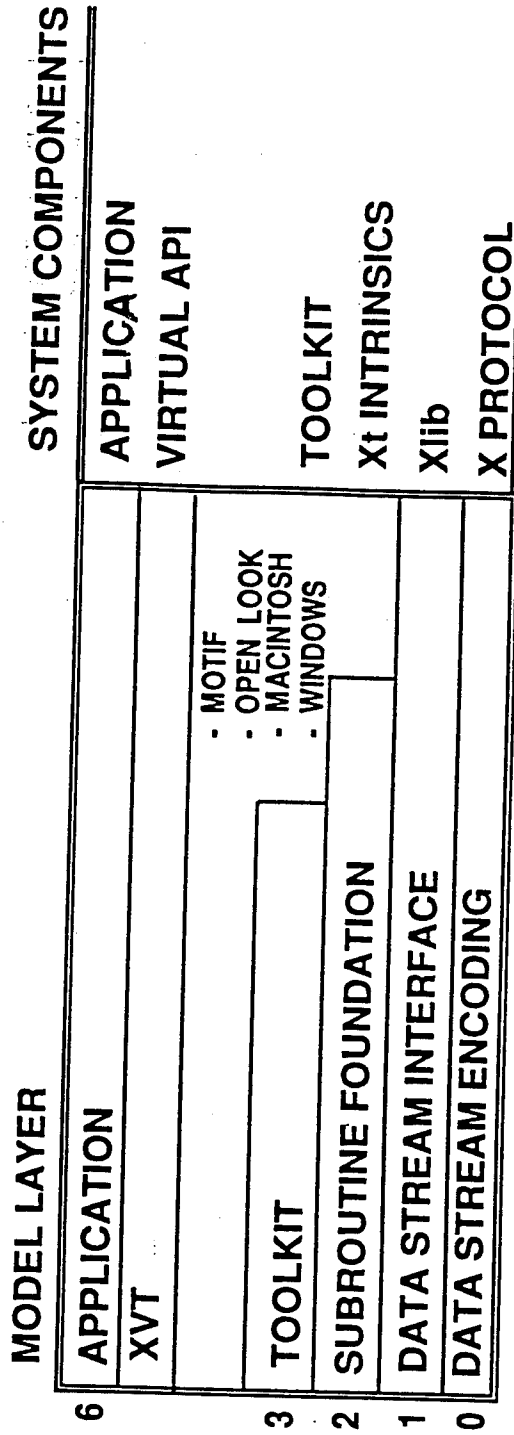 MODEL LAYER SYSTEM COMPONENTS
6 APPLICATION APPLICATION
XVT VIRTUAL API
- MOTIF
- OPEN LOOK
- MACINTOSH
- WINDOWS
3 TOOLKIT TOOLKIT
2 SUBROUTINE FOUNDATION Xt INTRINSICS
1 DATA STREAM INTERFACE Xlib
0 DATA STREAM ENCODING X PROTOCOL